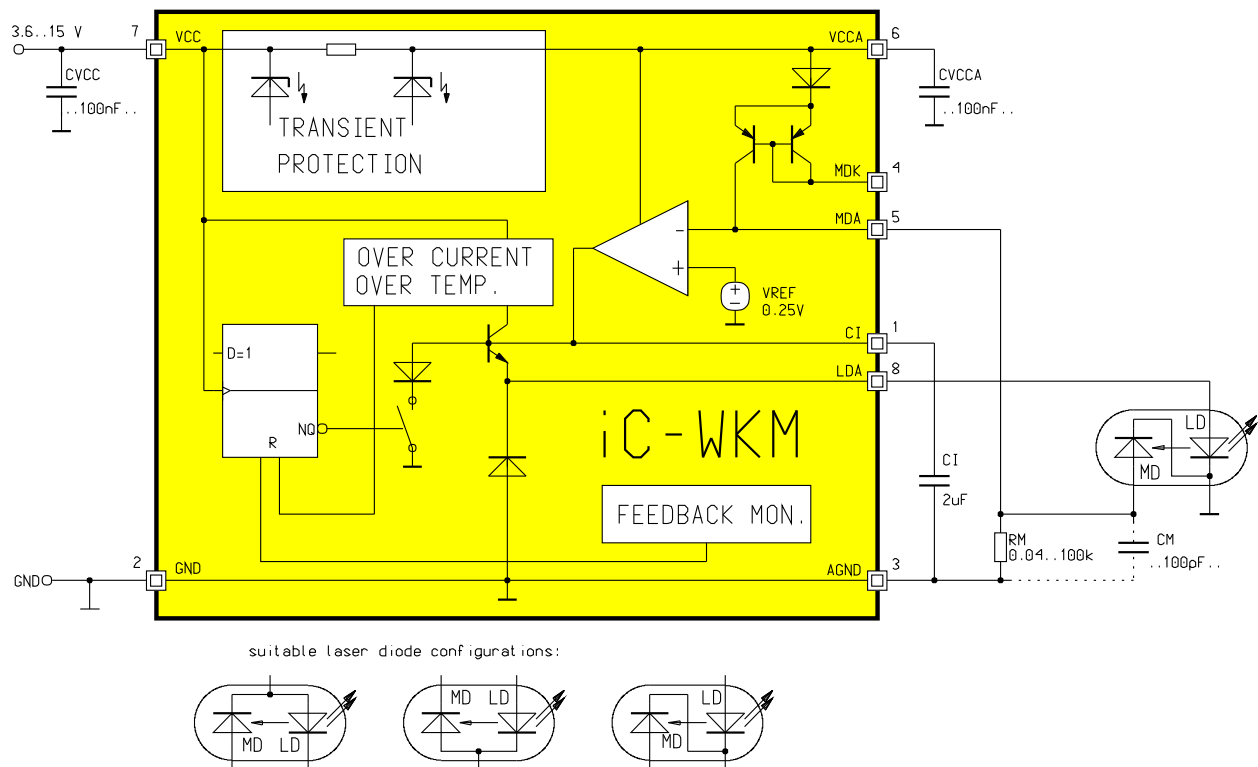 3.6..15 V
7
VCC
VCCA
6
CVCC
..100nF..
CVCCA
..100nF..
TRANSIENT
PROTECTION
MDK
4
MDA
5
OVER CURRENT
OVER TEMP.
VREF
0.25V
D=1
CI
1
LDA
8
NQ
R
iC-WKM
LD
MD
CI
2uF
FEEDBACK MON.
RM
0.04..100k
CM
..100pF..
GND
2
GND
AGND
3
suitable laser diode configurations:
MD LD
MD LD
LD
MD